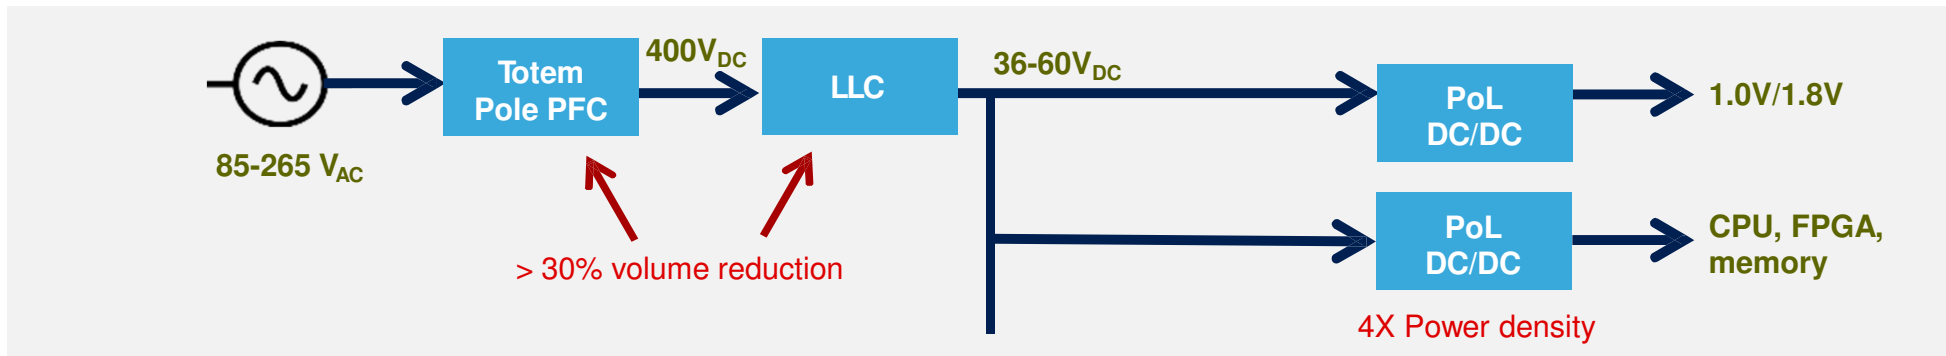 85-265 VAC
Totem
Pole PFC
400VDC
LLC
36-60VDC
PoL
DC/DC
1.0V/1.8V
PoL
DC/DC
CPU, FPGA,
memory
> 30% volume reduction
4X Power density